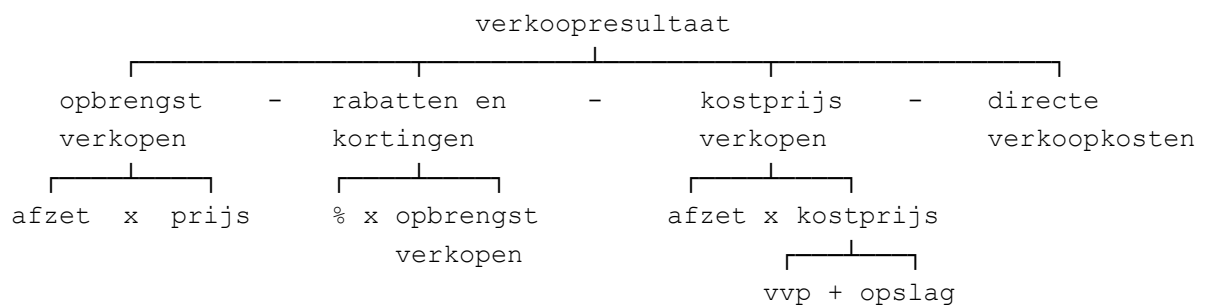 verkoopresultaat
opbrengst - rabatten en - kostprijs - directe
verkopen kortingen verkopen verkoopkosten
afzet x prijs % x opbrengst afzet x kostprijs
verkopen
vvp + opslag